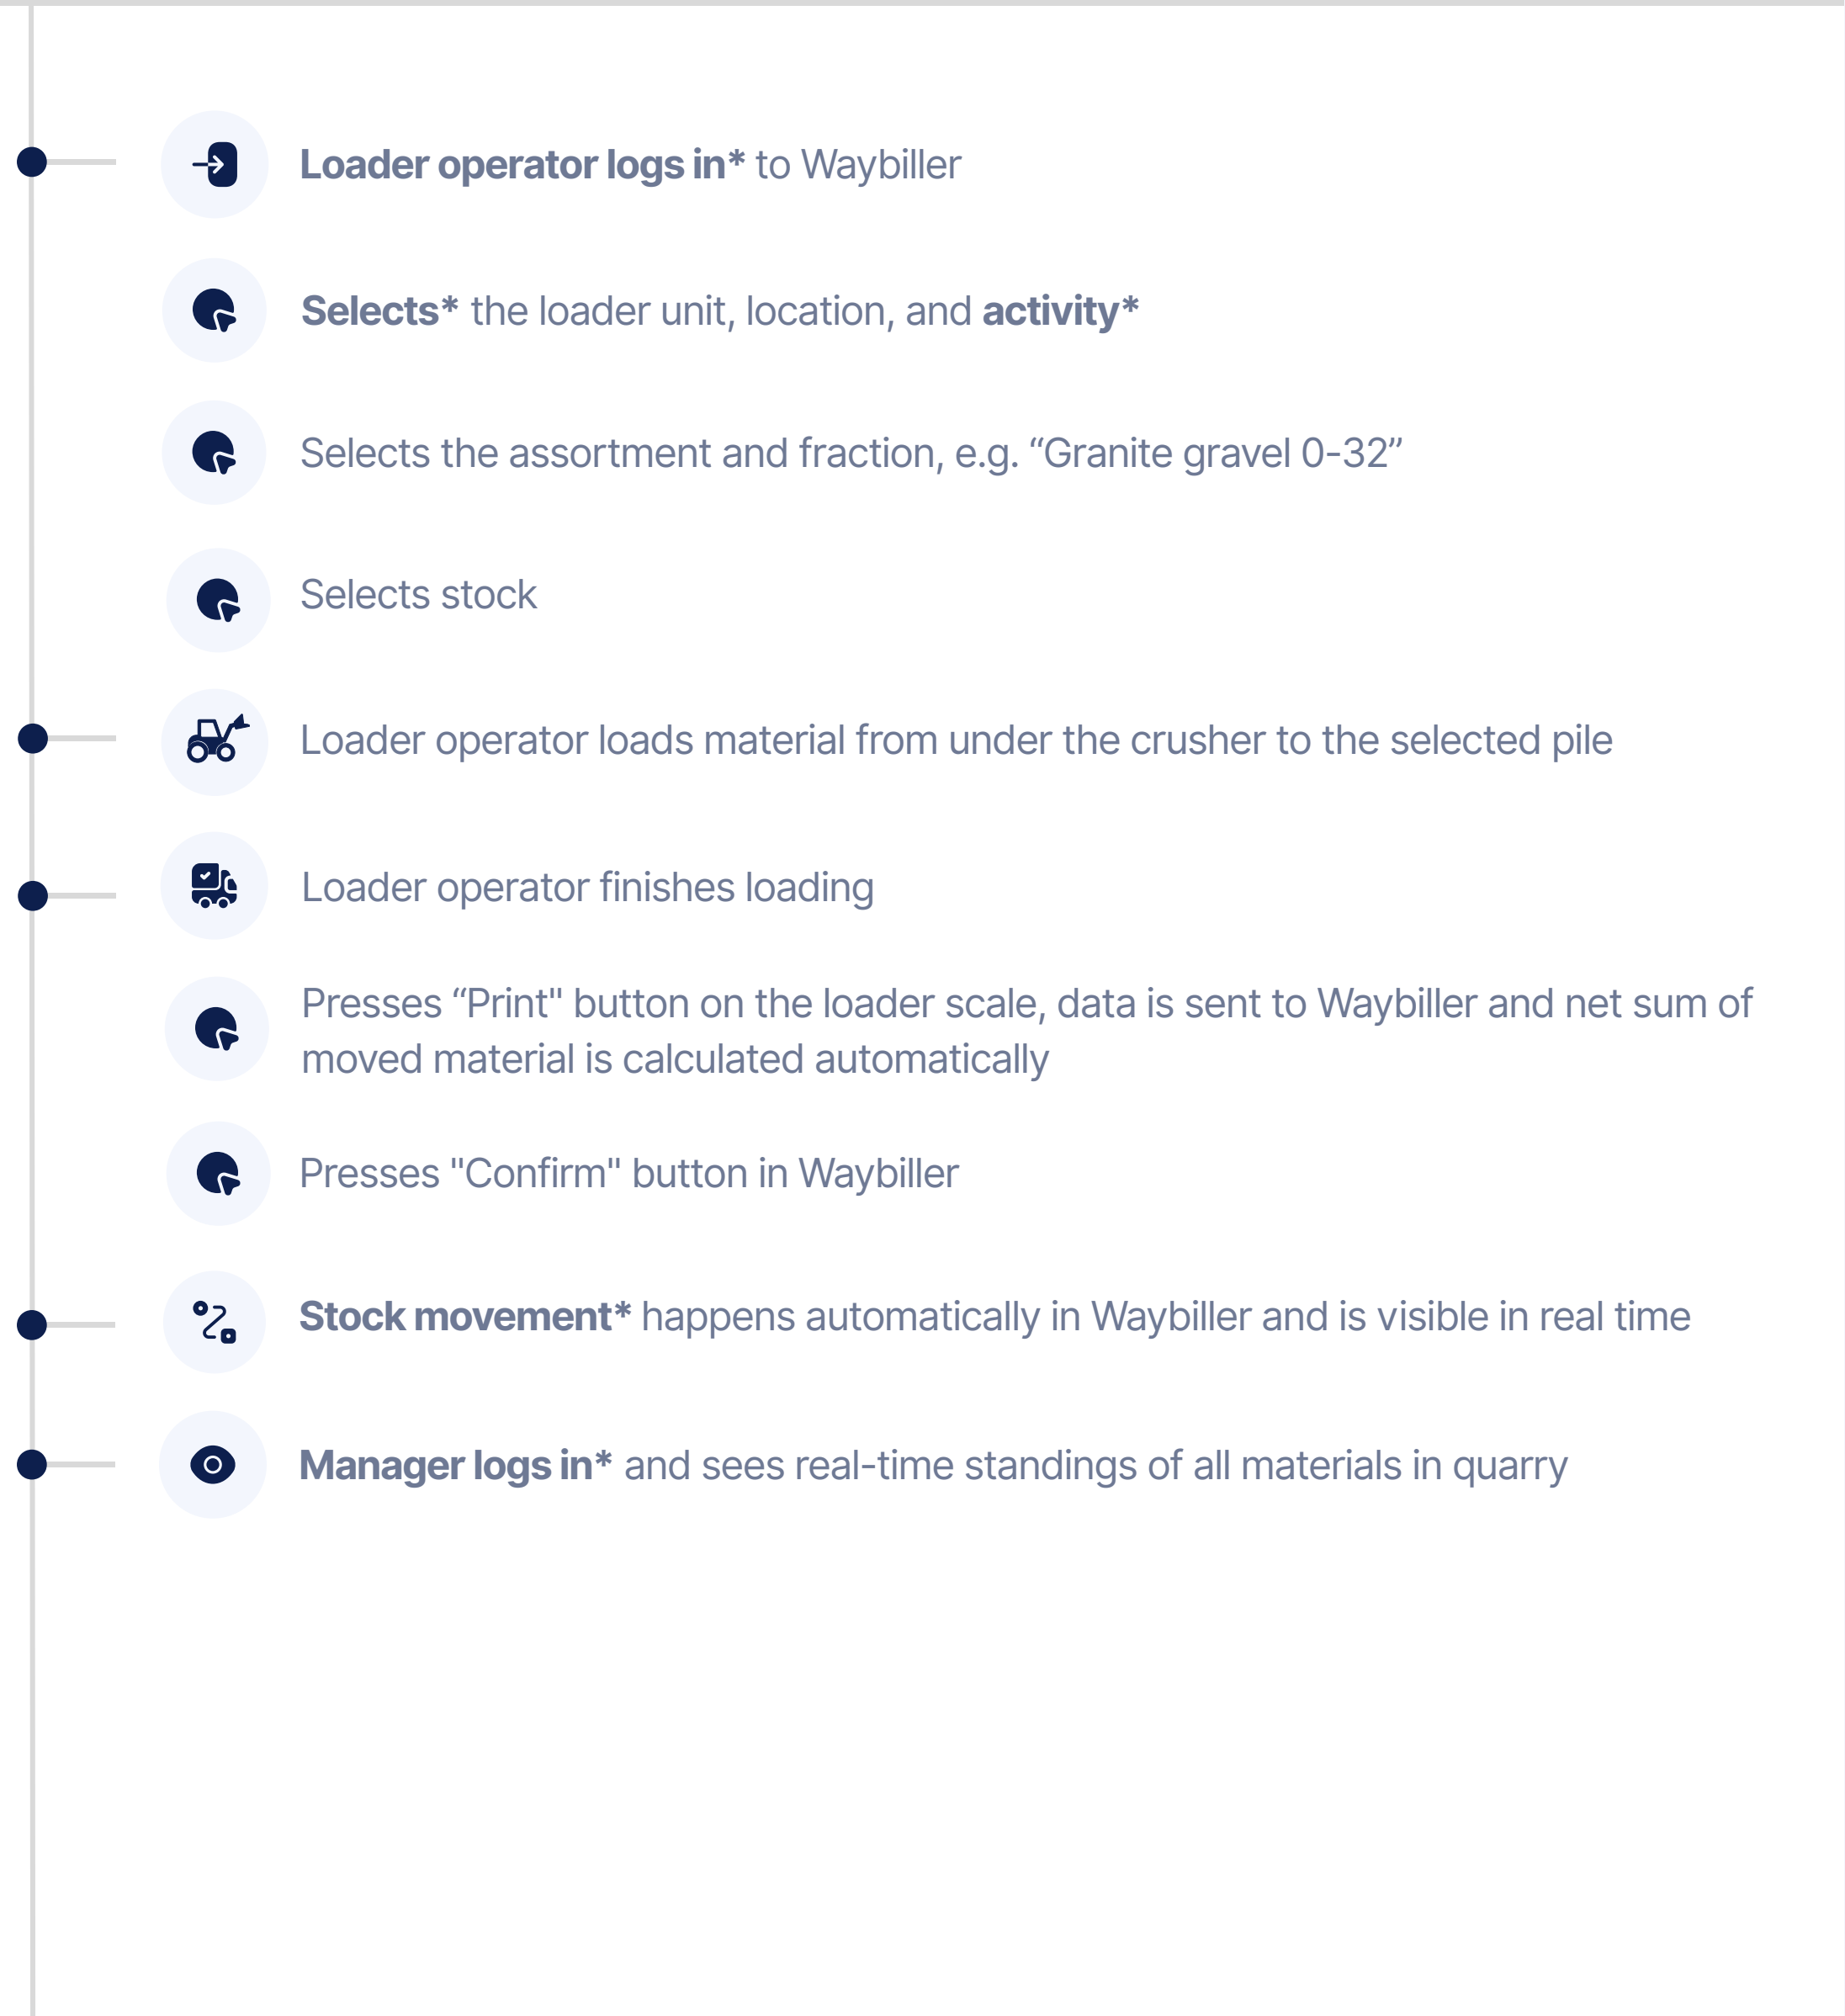 Loader operator logs in* to Waybiller
Selects* the loader unit, location, and activity*
Selects the assortment and fraction, e.g. “Granite gravel 0-32”
Selects stock
Loader operator loads material from under the crusher to the selected pile
Loader operator finishes loading
Presses “Print" button on the loader scale, data is sent to Waybiller and net sum of
moved material is calculated automatically
Presses "Confirm" button in Waybiller
Stock movement* happens automatically in Waybiller and is visible in real time
Manager logs in* and sees real-time standings of all materials in quarry